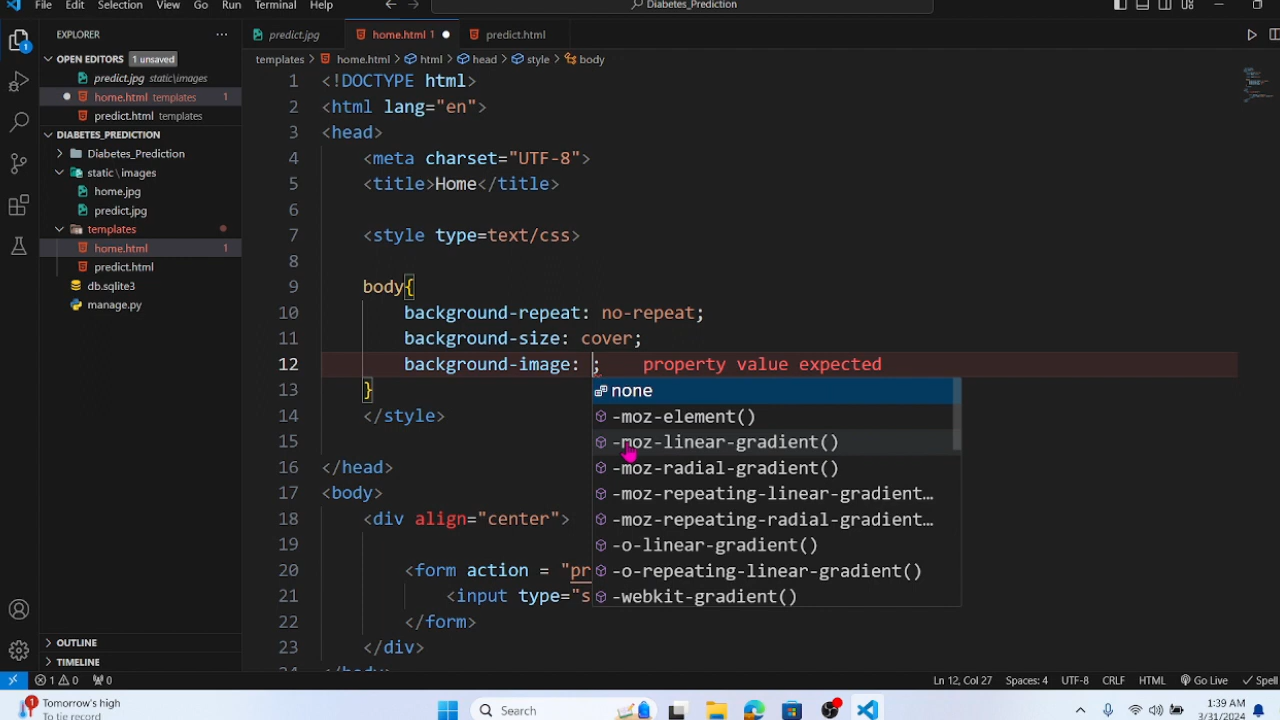 File Edit Selection View Go Run Terminal Help Diabetes_Prediction
EXPLORER
predict.jpg home.html 1 predict.html
templates > home.html > html > head > style > body
OPEN EDITORS 1 unsaved
predict.jpg static\images
home.html templates 1
predict.html templates
DIABETES_PREDICTION
Diabetes_Prediction
static \ images
home.jpg
predict.jpg
templates
home.html 1
predict.html
db.sqlite3
manage.py
OUTLINE
TIMELINE
1 <!DOCTYPE html>
2 <html lang="en">
3 <head>
4 <meta charset="UTF-8">
5 <title>Home</title>
6
7 <style type=text/css>
8
9 body{
10 background-repeat: no-repeat;
11 background-size: cover;
12 background-image: ; property value expected
13 }
14 </style>
15
16 </head>
17 <body>
18 <div align="center">
19
20 <form action = "pr
21 <input type="s
22 </form>
23 </div>
none
-moz-element()
-moz-linear-gradient()
-moz-radial-gradient()
-moz-repeating-linear-gradient…
-moz-repeating-radial-gradient…
-o-linear-gradient()
-o-repeating-linear-gradient()
-webkit-gradient()
1
1 0 0 Ln 12, Col 27 Spaces: 4 UTF-8 CRLF HTML Go Live Spell
1 Tomorrow's high
To tie record
Search
1:39 AM
3/31/2024